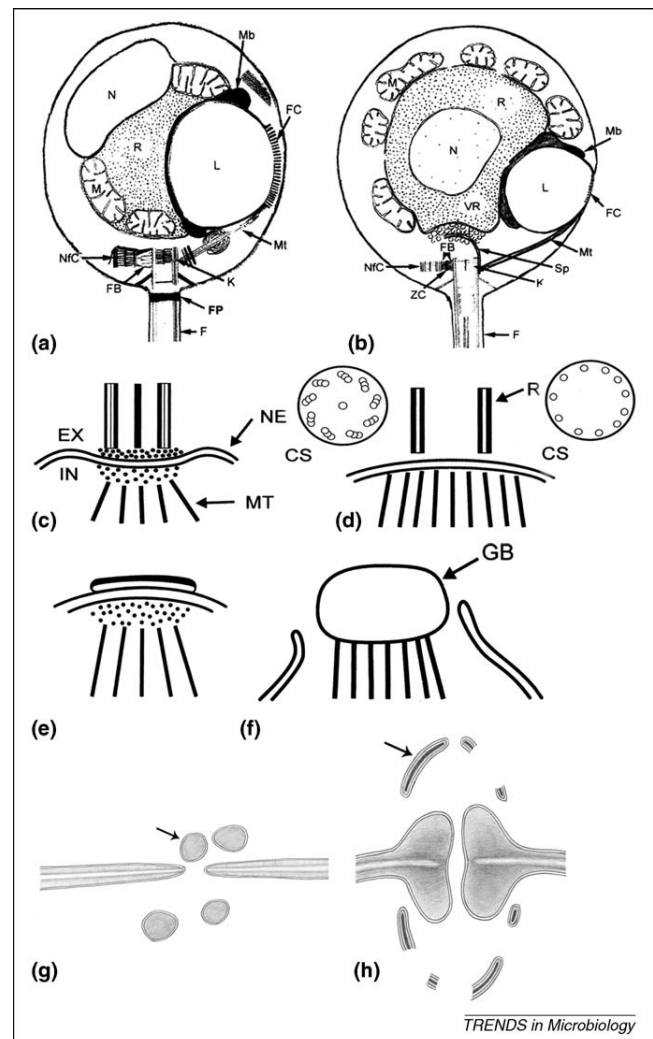 Mb
FC
N
R
M
L
Mt
NfC
K
FB
FP
F
(a)
M
R
Mb
N
L
FC
VR
Mt
FB
NfC
Sp
K
ZC
F
(b)
EX
NE
IN
CS
MT
(c)
R
CS
(d)
GB
(e)
(f)
(g)
(h)
TRENDS in Microbiology